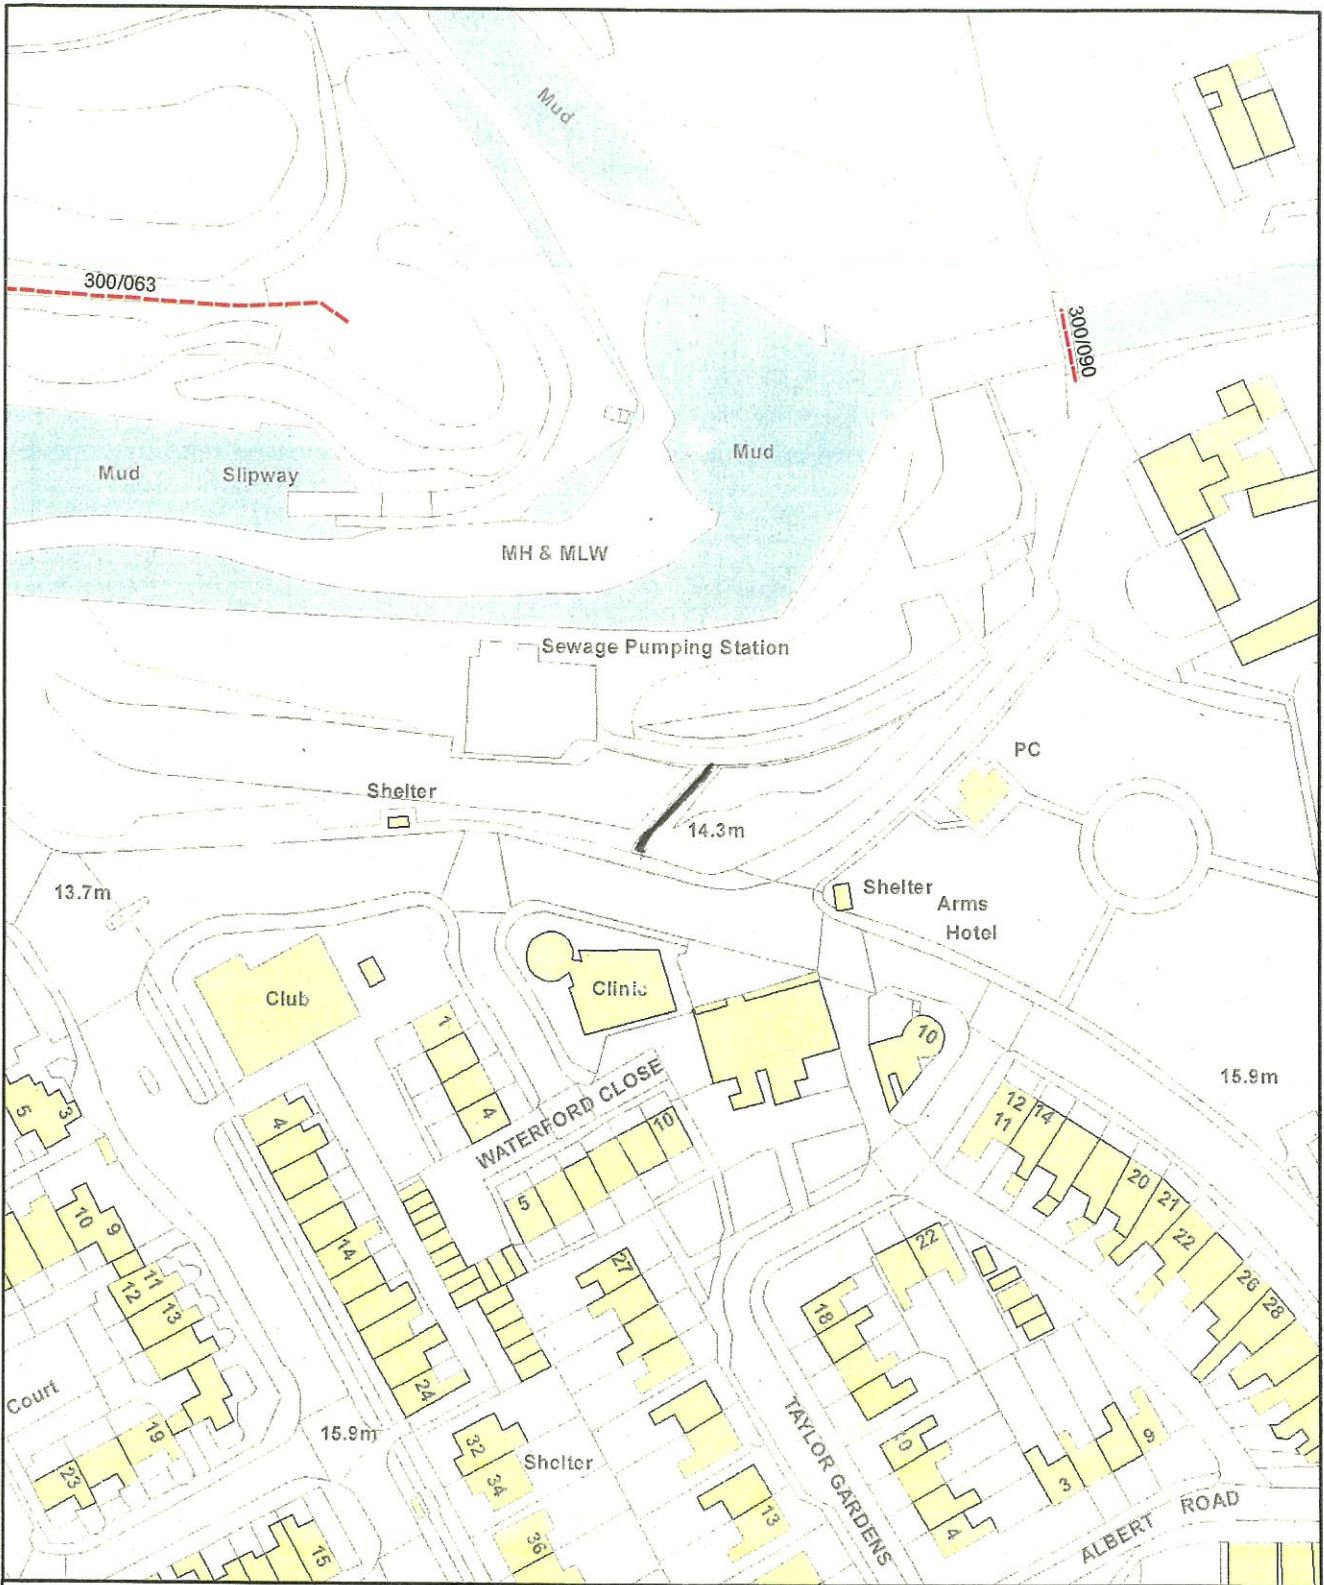 Mud
300/063
300/090
Mud
Slipway
Mud
MH & MLW
Sewage Pumping Station
PC
Shelter
14.3m
13.7m
Shelter
Arms
Hotel
Club
Clinic
1
10
15.9m
5
3
4
4
WATERFORD CLOSE
10
12
14
11
20
21
22
26
28
10
9
5
14
11
12
13
27
22
18
24
Court
19
15.9m
23
32
34
Shelter
TAYLOR GARDENS
10
9
3
4
13
36
15
ALBERT ROAD